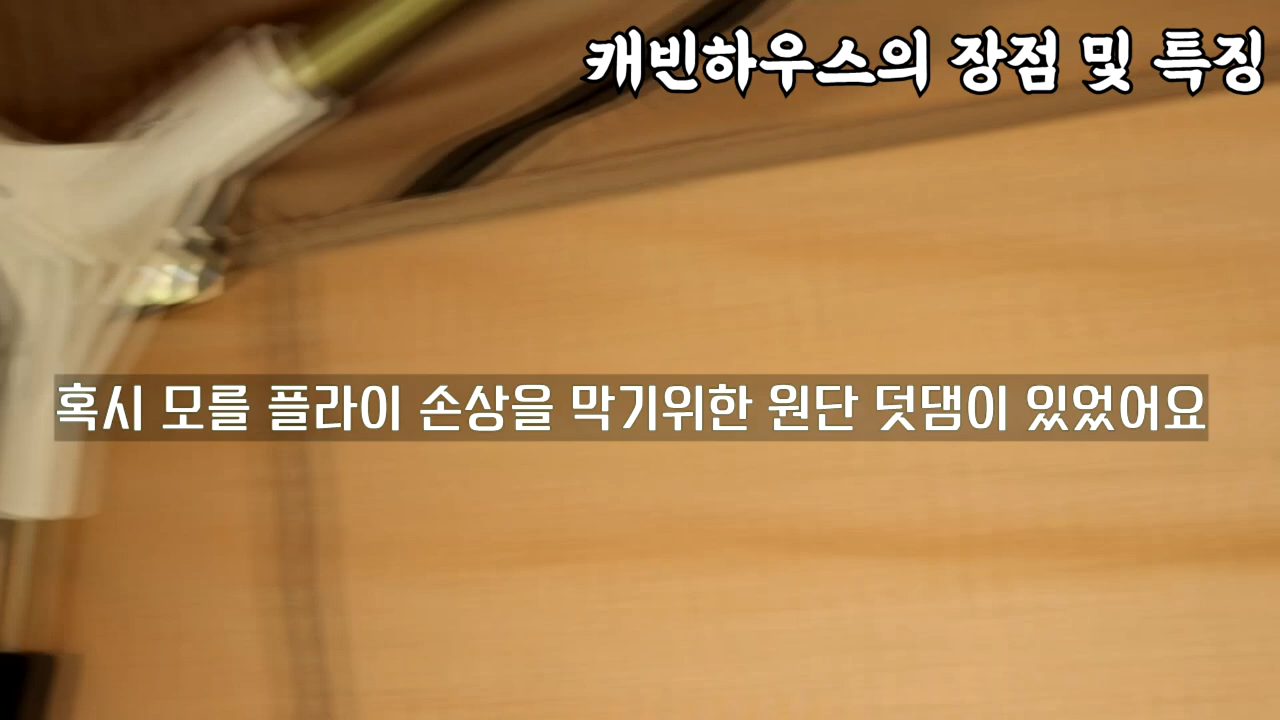 캐빈하우스의 장점 및 특징
혹시 모를 플라이 손상을 막기위한 원단 덧댐이 있었어요